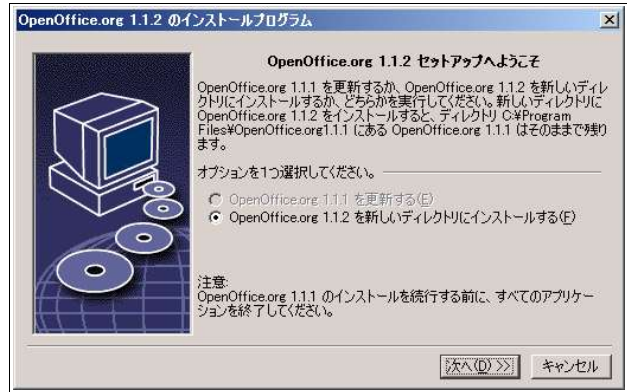 OpenOffice.org 1.1.2 のインストールプログラム
OpenOffice.org 1.1.2 セットアップへようこそ
OpenOffice.org 1.1.1 を更新するか、OpenOffice.org 1.1.2 を新しいディレ
クトリにインストールするか、どちらかを実行してください。新しいディレクトリに
OpenOffice.org 1.1.2 をインストールすると、ディレクトリ C:¥Program
Files¥OpenOffice.org1.1.1 にある OpenOffice.org 1.1.1 はそのままで残り
ます。
オプションを1つ選択してください。
OpenOffice.org 1.1.1 を更新する(E)
OpenOffice.org 1.1.2 を新しいディレクトリにインストールする(F)
注意:
OpenOffice.org 1.1.1 のインストールを続行する前に、すべてのアプリケー
ションを終了してください。
次へ(D) >>
キャンセル